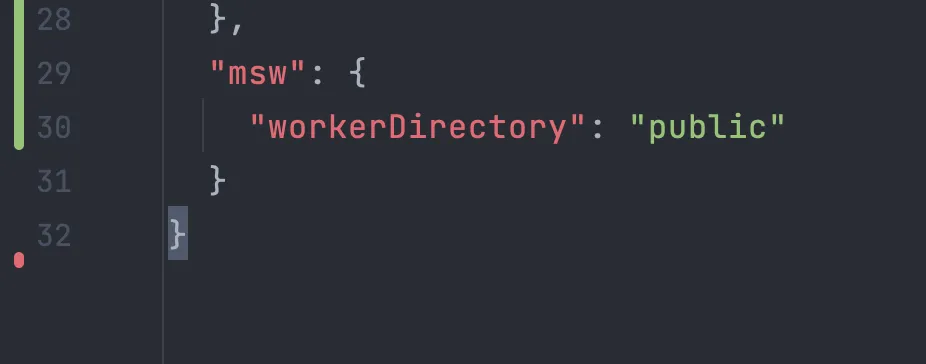 28 },
29 "msw": {
30 "workerDirectory": "public"
31 }
32 }